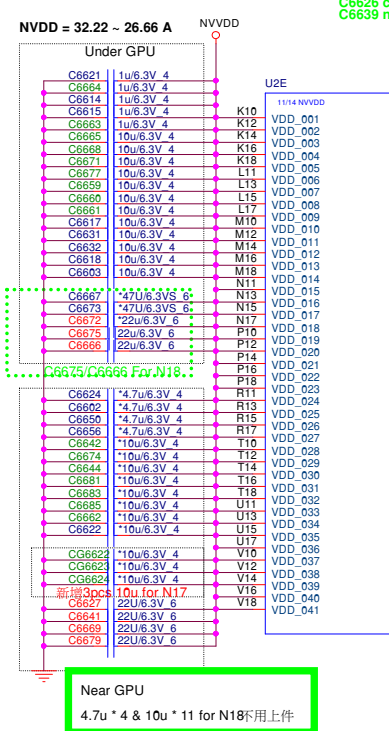 C6626 c
C6639 n
NVDD = 32.22 ~ 26.66 A
NVVDD
Under GPU
C6621 1u/6.3V_4
C6664 1u/6.3V_4
C6614 1u/6.3V_4
C6615 1u/6.3V_4
C6663 1u/6.3V_4
C6665 10u/6.3V_4
C6668 10u/6.3V_4
C6671 10u/6.3V_4
C6677 10u/6.3V_4
C6659 10u/6.3V_4
C6660 10u/6.3V_4
C6661 10u/6.3V_4
C6617 10u/6.3V_4
C6631 10u/6.3V_4
C6632 10u/6.3V_4
C6618 10u/6.3V_4
C6603 10u/6.3V_4
C6667 *47U/6.3VS_6
C6673 *47U/6.3VS_6
C6672 *22u/6.3V_6
C6675 22u/6.3V_6
C6666 22u/6.3V_6
C6675/C6666 For N18
C6624 *4.7u/6.3V_4
C6602 *4.7u/6.3V_4
C6650 *4.7u/6.3V_4
C6656 *4.7u/6.3V_4
C6642 *10u/6.3V_4
C6674 *10u/6.3V_4
C6644 *10u/6.3V_4
C6681 *10u/6.3V_4
C6683 *10u/6.3V_4
C6685 *10u/6.3V_4
C6662 *10u/6.3V_4
C6622 *10u/6.3V_4
CG6622 *10u/6.3V_4
CG6623 *10u/6.3V_4
CG6624 *10u/6.3V_4
新增3pcs 10u for N17
C6627 22U/6.3V_6
C6641 22U/6.3V_6
C6669 22U/6.3V_6
C6679 22U/6.3V_6
U2E
11/14 NVVDD
K10 VDD_001
K12 VDD_002
K14 VDD_003
K16 VDD_004
K18 VDD_005
L11 VDD_006
L13 VDD_007
L15 VDD_008
L17 VDD_009
M10 VDD_010
M12 VDD_011
M14 VDD_012
M16 VDD_013
M18 VDD_014
N11 VDD_015
N13 VDD_016
N15 VDD_017
N17 VDD_018
P10 VDD_019
P12 VDD_020
P14 VDD_021
P16 VDD_022
P18 VDD_023
R11 VDD_024
R13 VDD_025
R15 VDD_026
R17 VDD_027
T10 VDD_028
T12 VDD_029
T14 VDD_030
T16 VDD_031
T18 VDD_032
U11 VDD_033
U13 VDD_034
U15 VDD_035
U17 VDD_036
V10 VDD_037
V12 VDD_038
V14 VDD_039
V16 VDD_040
V18 VDD_041
Near GPU
4.7u * 4 & 10u * 11 for N18不用上件